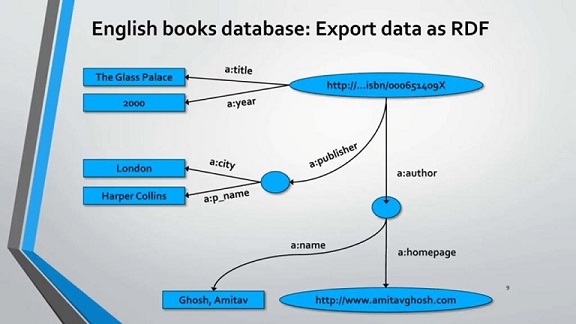 English books database: Export data as RDF
a:title
The Glass Palace
http://...isbn/000651409X
2000
a:year
a:publisher
London
a:city
a:author
Harper Collins
a:p_name
a:name
a:homepage
9
Ghosh, Amitav
http://www.amitavghosh.com